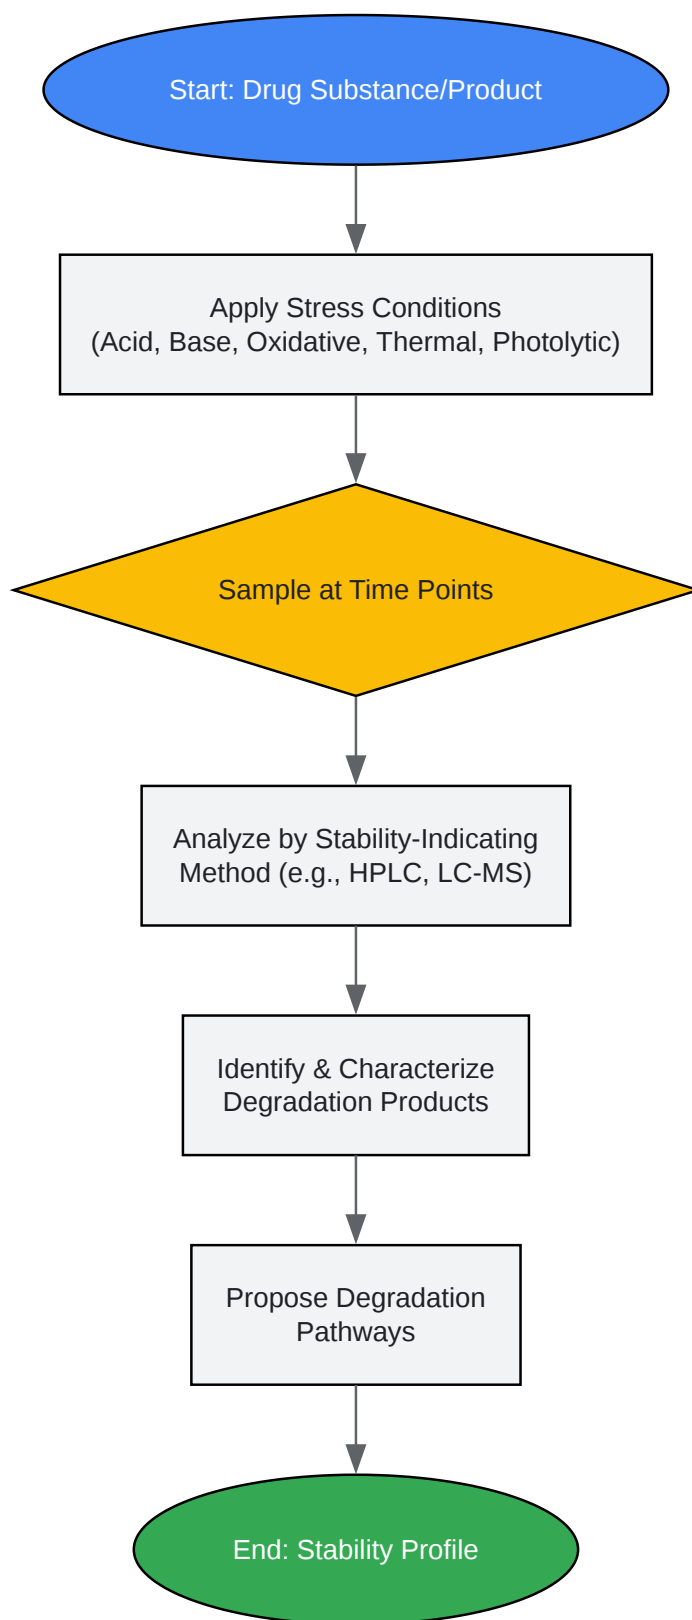 Start: Drug Substance/Product
Apply Stress Conditions
(Acid, Base, Oxidative, Thermal, Photolytic)
Sample at Time Points
Analyze by Stability-Indicating
Method (e.g., HPLC, LC-MS)
Identify & Characterize
Degradation Products
Propose Degradation
Pathways
End: Stability Profile